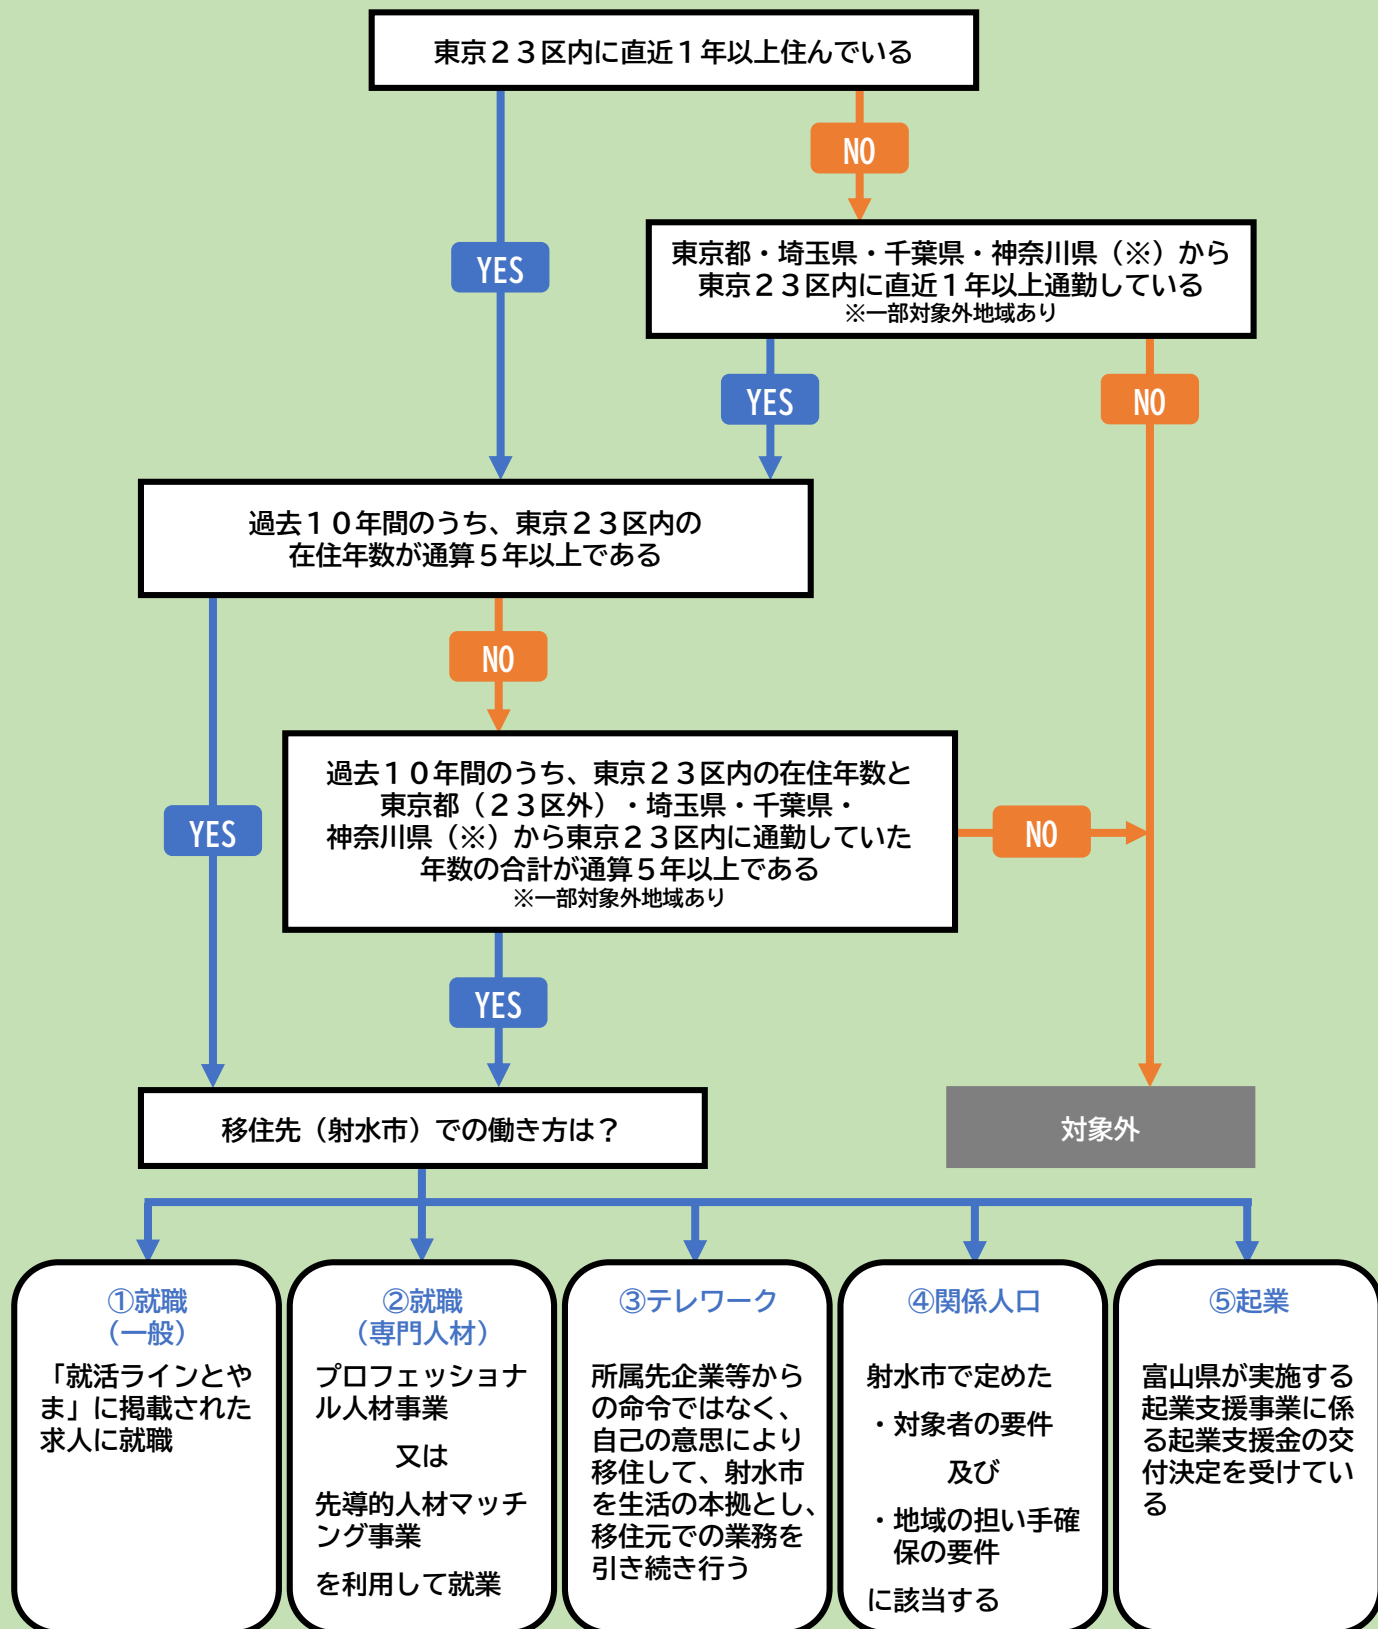 東京２３区内に直近１年以上住んでいる
NO
YES
東京都・埼玉県・千葉県・神奈川県（※）から
東京２３区内に直近１年以上通勤している
※一部対象外地域あり
YES
NO
過去１０年間のうち、東京２３区内の
在住年数が通算５年以上である
NO
過去１０年間のうち、東京２３区内の在住年数と
東京都（２３区外）・埼玉県・千葉県・
神奈川県（※）から東京２３区内に通勤していた
年数の合計が通算５年以上である
※一部対象外地域あり
YES
NO
YES
移住先（射水市）での働き方は？
対象外
①就職
（一般）
「就活ラインとや
ま」に掲載された
求人に就職
②就職
（専門人材）
プロフェッショナ
ル人材事業
又は
先導的人材マッチ
ング事業
を利用して就業
③テレワーク
所属先企業等から
の命令ではなく、
自己の意思により
移住して、射水市
を生活の本拠とし、
移住元での業務を
引き続き行う
④関係人口
射水市で定めた
・対象者の要件
及び
・地域の担い手確
保の要件
に該当する
⑤起業
富山県が実施する
起業支援事業に係
る起業支援金の交
付決定を受けてい
る